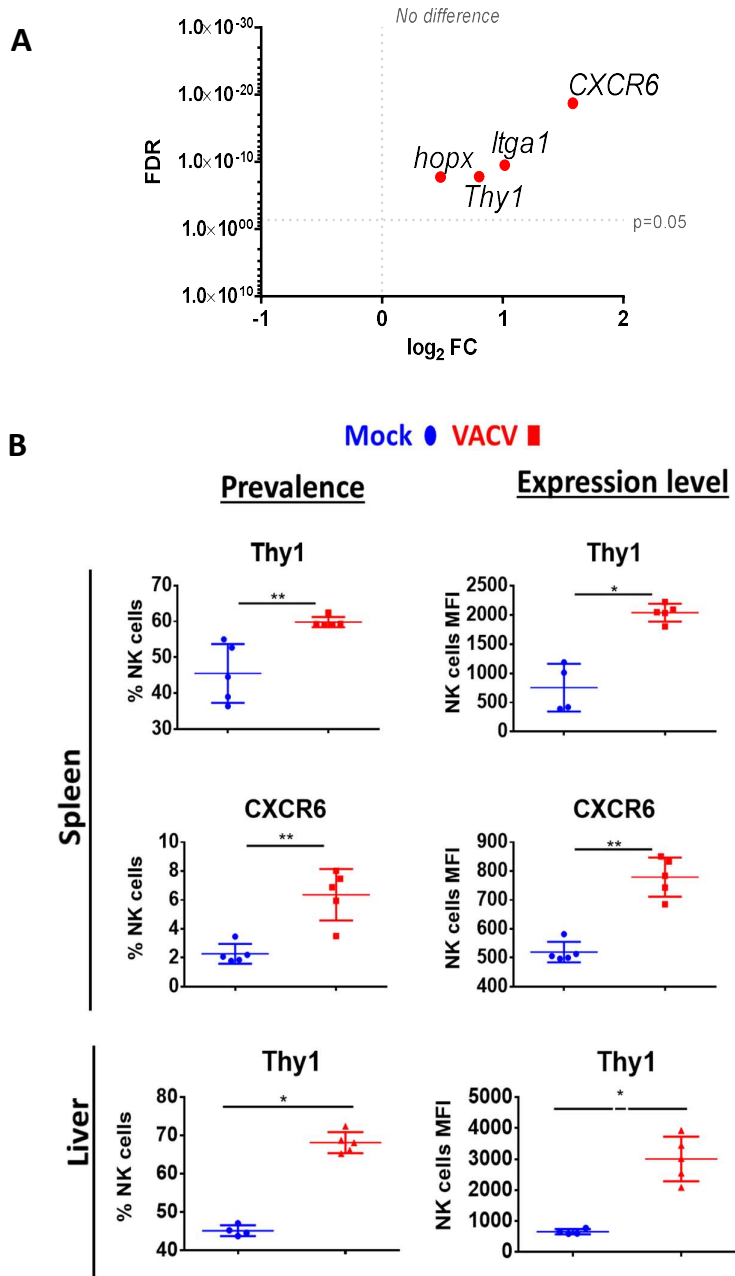 A
No difference
1.0×10-30
1.0×10-20
1.0×10-10
1.0×1000
1.0×1010
FDR
CXCR6
Itga1
hopx
Thy1
p=0.05
-1 0 1 2
log2 FC
B
Mock VACV
Prevalence Expression level
Spleen
Thy1
% NK cells
70
60
50
40
30
**
Thy1
NK cells MFI
2500
2000
1500
1000
500
0
*
CXCR6
% NK cells
10
8
6
4
2
0
**
CXCR6
NK cells MFI
900
800
700
600
500
400
**
Liver
Thy1
% NK cells
80
70
60
50
40
*
Thy1
NK cells MFI
5000
4000
3000
2000
1000
0
*